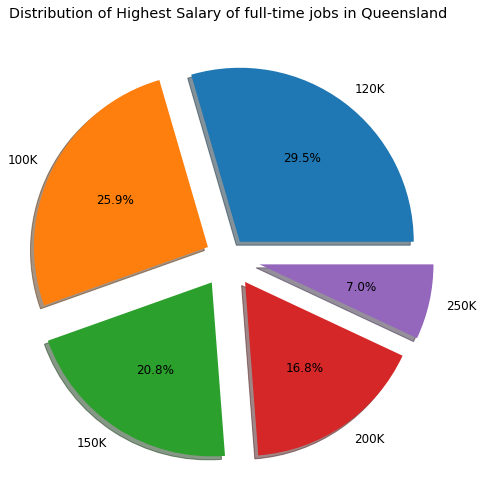 Distribution of Highest Salary of full-time jobs in Queensland
120K
29.5%
100K
25.9%
150K
20.8%
200K
16.8%
250K
7.0%